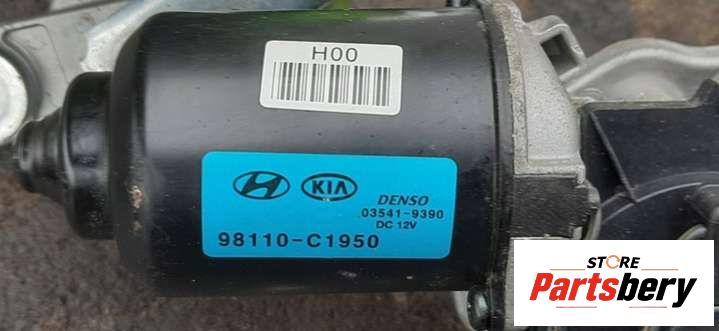 H00
KIA
DENSO
03541-9390
DC 12V
98110-C1950
STORE
Partsbery